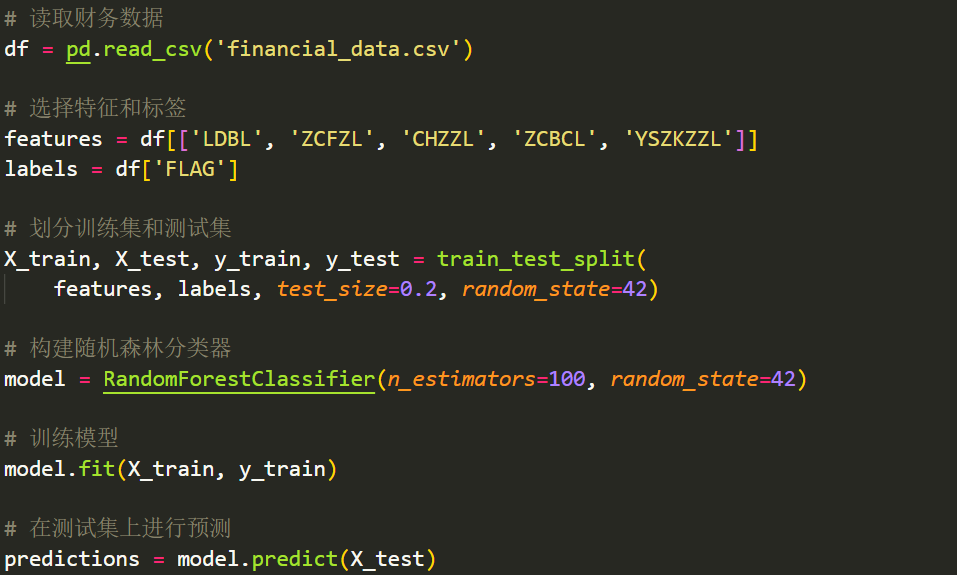 # 读取财务数据
df = pd.read_csv('financial_data.csv')
# 选择特征和标签
features = df[['LDBL', 'ZCFZL', 'CHZZL', 'ZCBCL', 'YSZKZZL']]
labels = df['FLAG']
# 划分训练集和测试集
X_train, X_test, y_train, y_test = train_test_split(
    features, labels, test_size=0.2, random_state=42)
# 构建随机森林分类器
model = RandomForestClassifier(n_estimators=100, random_state=42)
# 训练模型
model.fit(X_train, y_train)
# 在测试集上进行预测
predictions = model.predict(X_test)